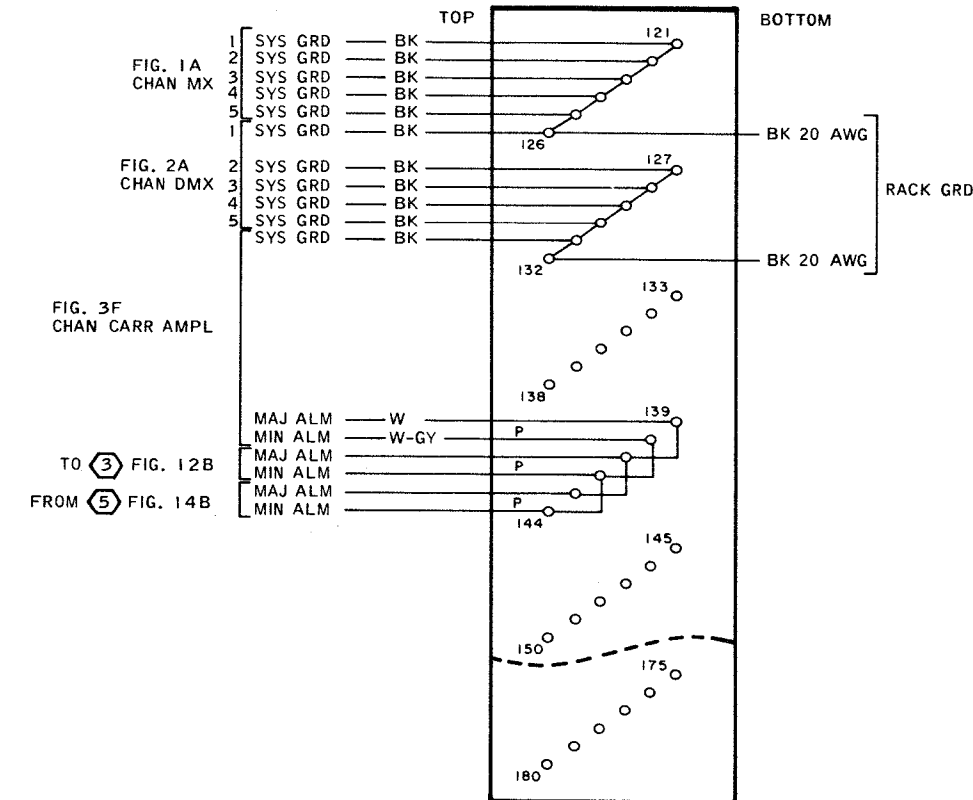 TOP
BOTTOM
FIG. 1A
CHAN MX
1 SYS GRD BK
2 SYS GRD BK
3 SYS GRD BK
4 SYS GRD BK
5 SYS GRD BK
121
126
FIG. 2A
CHAN DMX
1 SYS GRD BK
2 SYS GRD BK
3 SYS GRD BK
4 SYS GRD BK
5 SYS GRD BK
127
132
BK 20 AWG
RACK GRD
BK 20 AWG
FIG. 3F
CHAN CARR AMPL
SYS GRD BK
133
138
MAJ ALM W
139
MIN ALM W-GY P
TO 3 FIG. 12B
MAJ ALM
MIN ALM P
FROM 5 FIG. 14B
MAJ ALM
MIN ALM P
144
145
150
175
180